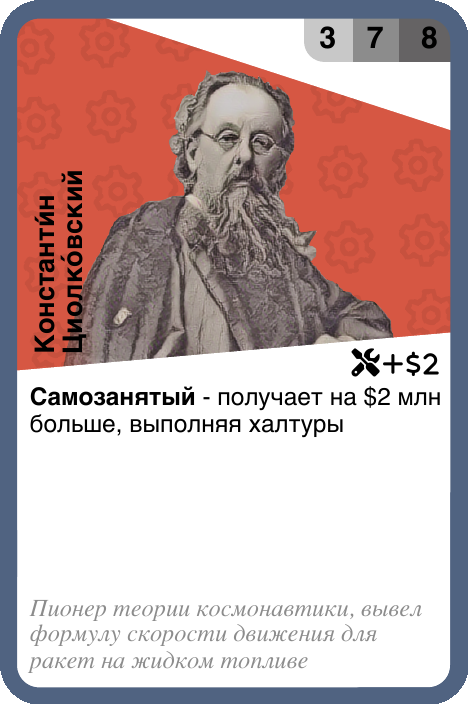 3 7 8
Константи́н
Циолко́вский
+$2
Самозанятый - получает на $2 млн
больше, выполняя халтуры
Пионер теории космонавтики, вывел
формулу скорости движения для
ракет на жидком топливе